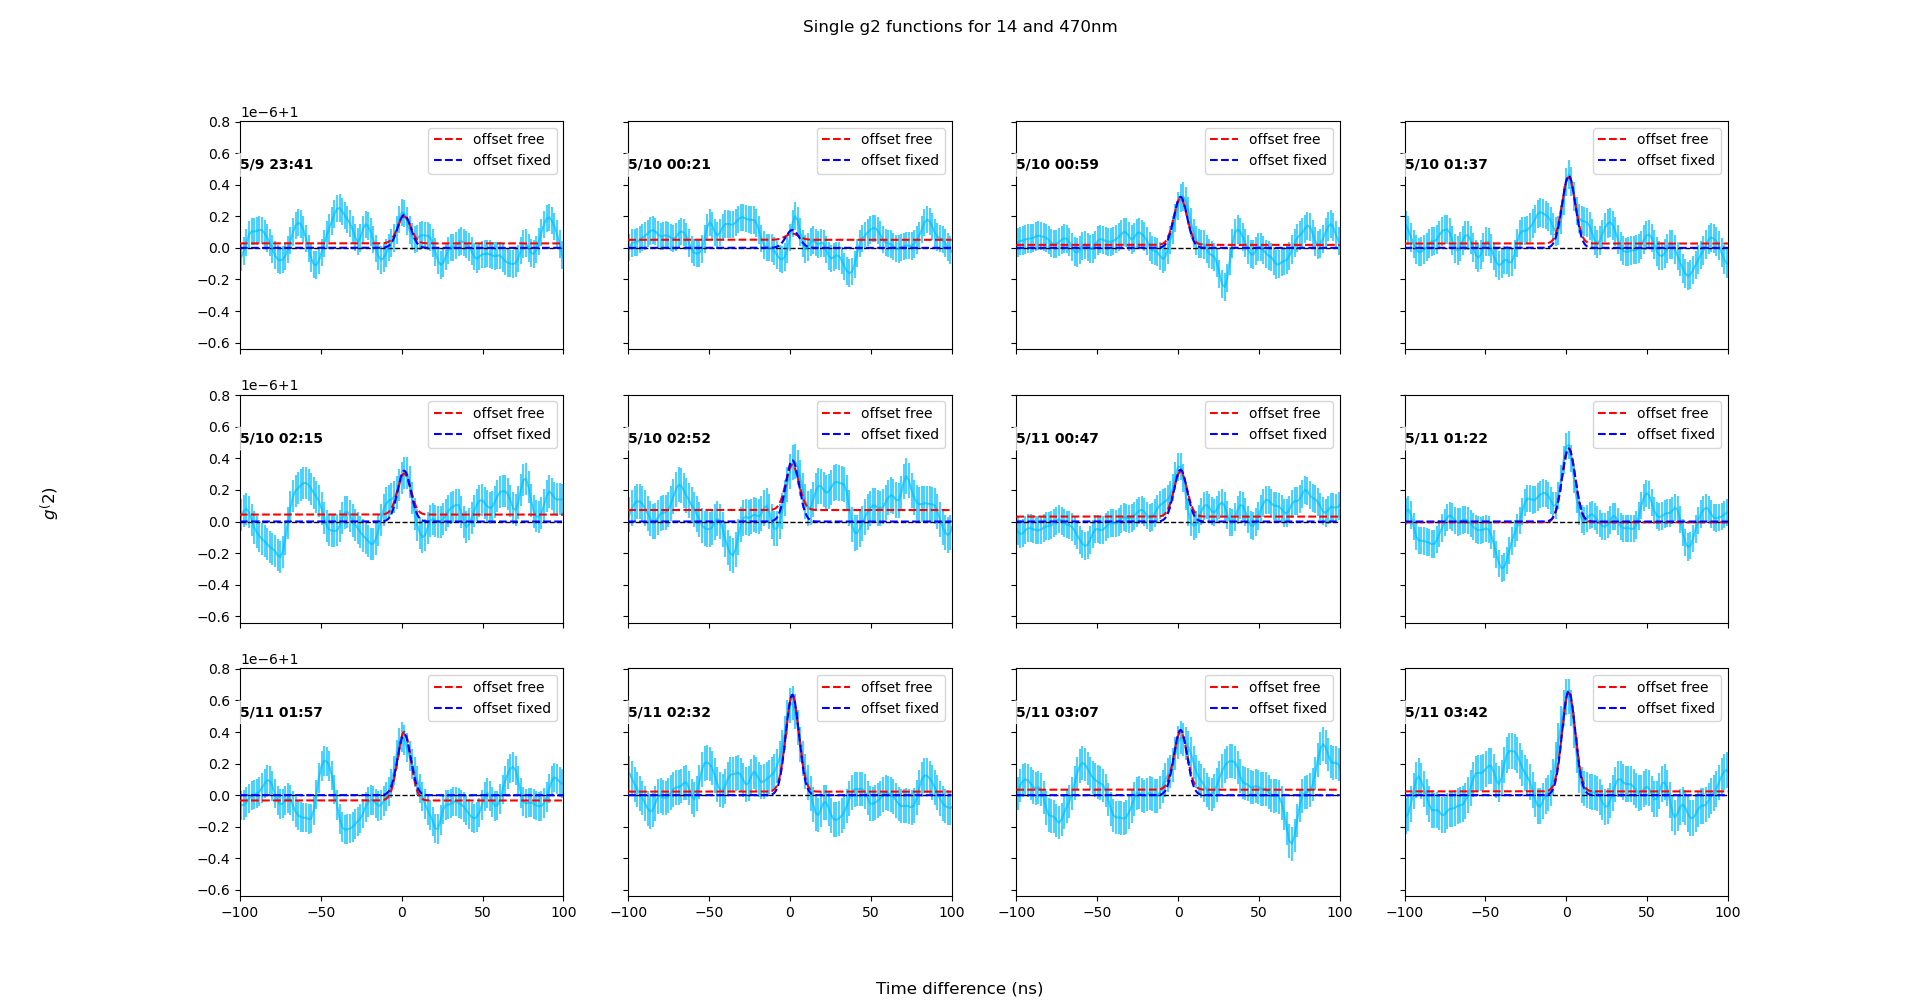 Single g2 functions for 14 and 470nm
1e−6+1
0.8
0.6
0.4
0.2
0.0
−0.2
−0.4
−0.6
5/9 23:41
offset free
offset fixed
5/10 00:21
offset free
offset fixed
5/10 00:59
offset free
offset fixed
5/10 01:37
offset free
offset fixed
1e−6+1
0.8
0.6
0.4
0.2
0.0
−0.2
−0.4
−0.6
5/10 02:15
offset free
offset fixed
5/10 02:52
offset free
offset fixed
5/11 00:47
offset free
offset fixed
5/11 01:22
offset free
offset fixed
g⁽2)
1e−6+1
0.8
0.6
0.4
0.2
0.0
−0.2
−0.4
−0.6
5/11 01:57
offset free
offset fixed
5/11 02:32
offset free
offset fixed
5/11 03:07
offset free
offset fixed
5/11 03:42
offset free
offset fixed
−100 −50 0 50 100
−100 −50 0 50 100
−100 −50 0 50 100
−100 −50 0 50 100
Time difference (ns)